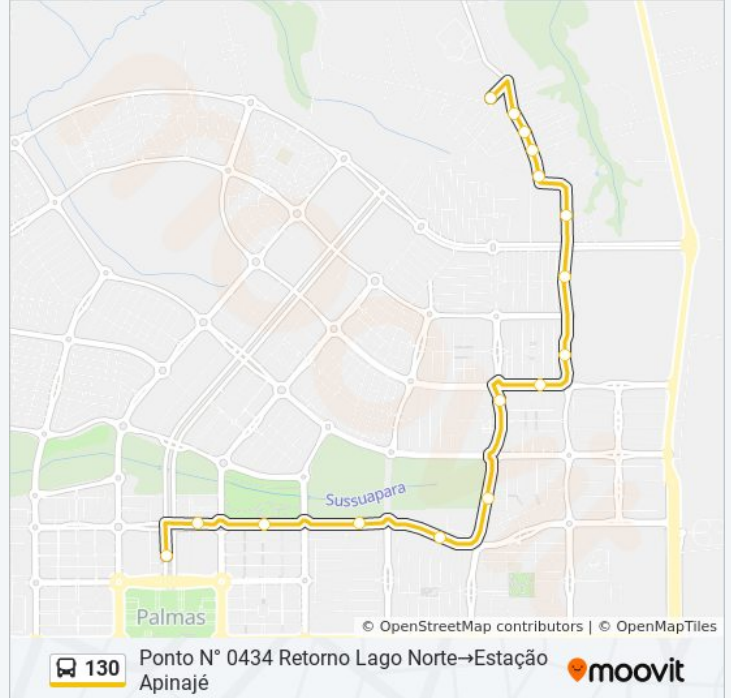 Sussuapara
Palmas
© OpenStreetMap contributors | © OpenMapTiles
130
Ponto N° 0434 Retorno Lago Norte→Estação
Apinajé
moovit